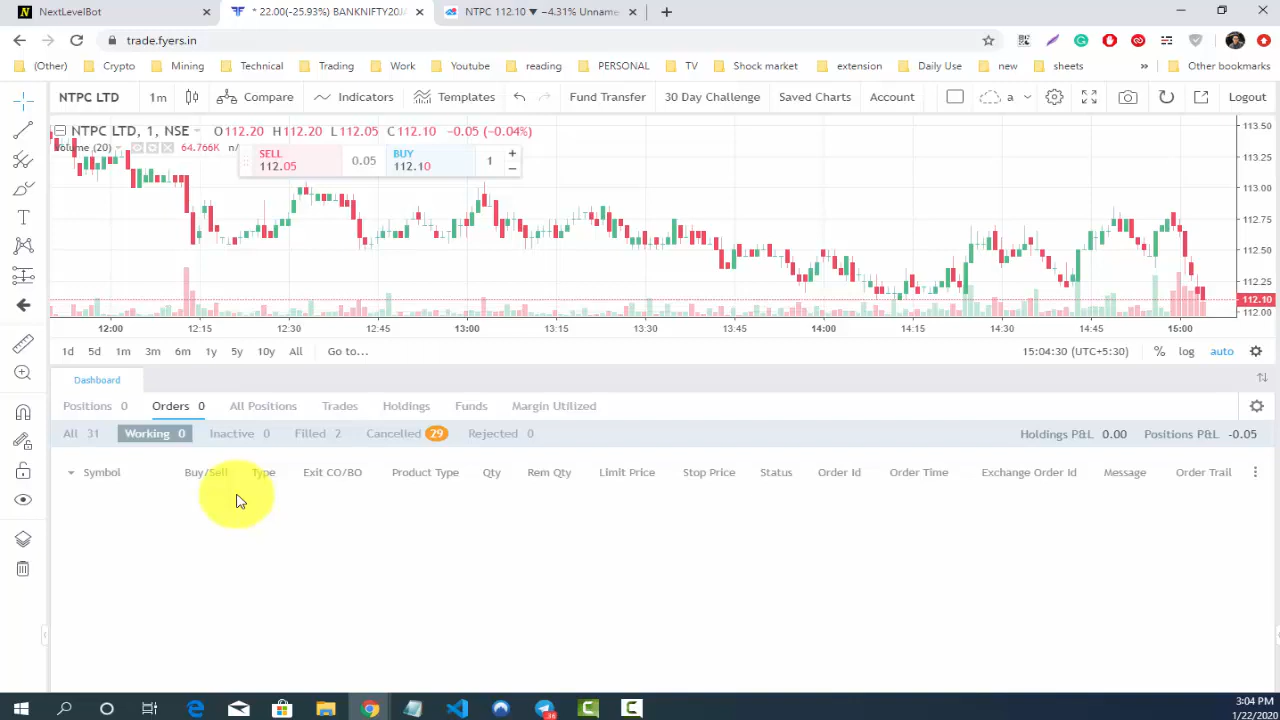 NextLevelBot
* 22.00(-25.93%) BANKNIFTY20JA
NTPC 112.10 ▼ −4.31% Unname
trade.fyers.in
(Other) Crypto Mining Technical Trading Work Youtube reading PERSONAL TV Shock market extension Daily Use new sheets » Other bookmarks
NTPC LTD 1m Compare Indicators Templates Fund Transfer 30 Day Challenge Saved Charts Account a Logout
NTPC LTD, 1, NSE O112.20 H112.20 L112.05 C112.10 -0.05 (-0.04%)
Volume (20) 64.766K n/
SELL 112.05 0.05 BUY 112.10 1 + −
113.50
113.25
113.00
112.75
112.50
112.25
112.10
112.00
12:00 12:15 12:30 12:45 13:00 13:15 13:30 13:45 14:00 14:15 14:30 14:45 15:00
1d 5d 1m 3m 6m 1y 5y 10y All Go to... 15:04:30 (UTC+5:30) % log auto
Dashboard
Positions 0 Orders 0 All Positions Trades Holdings Funds Margin Utilized
All 31 Working 0 Inactive 0 Filled 2 Cancelled 29 Rejected 0 Holdings P&L 0.00 Positions P&L -0.05
Symbol Buy/Sell Type Exit CO/BO Product Type Qty Rem Qty Limit Price Stop Price Status Order Id Order Time Exchange Order Id Message Order Trail
3:04 PM
1/22/2020